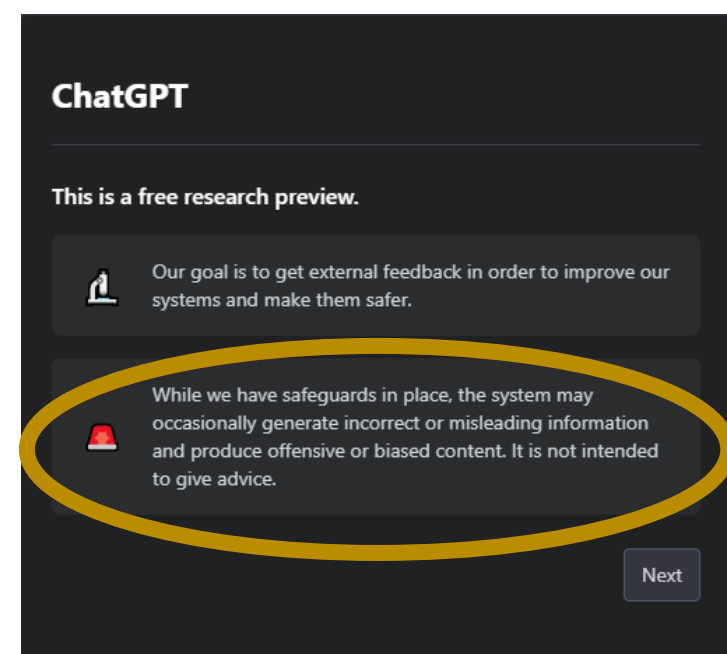 ChatGPT
This is a free research preview.
Our goal is to get external feedback in order to improve our
systems and make them safer.
While we have safeguards in place, the system may
occasionally generate incorrect or misleading information
and produce offensive or biased content. It is not intended
to give advice.
Next